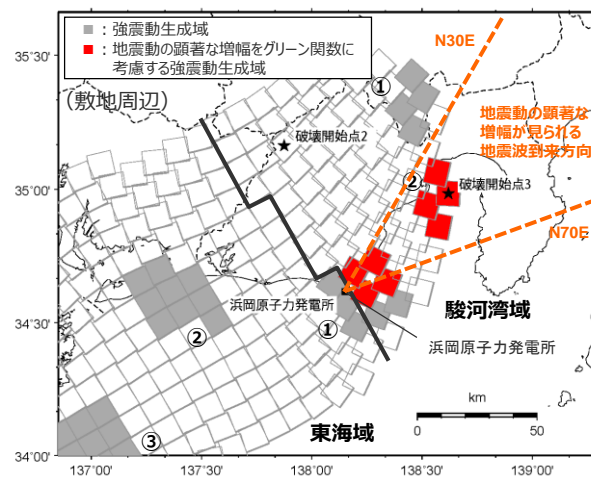 ：強震動生成域
：地震動の顕著な増幅をグリーン関数に
考慮する強震動生成域
（敷地周辺）
35°30'
35°00'
34°30'
34°00'
137°00'
137°30'
138°00'
138°30'
139°00'
N30E
地震動の顕著な
増幅が見られる
地震波到来方向
N70E
①
破壊開始点2
②
破壊開始点3
浜岡原子力発電所
①
②
③
駿河湾域
浜岡原子力発電所
東海域
km
0
50